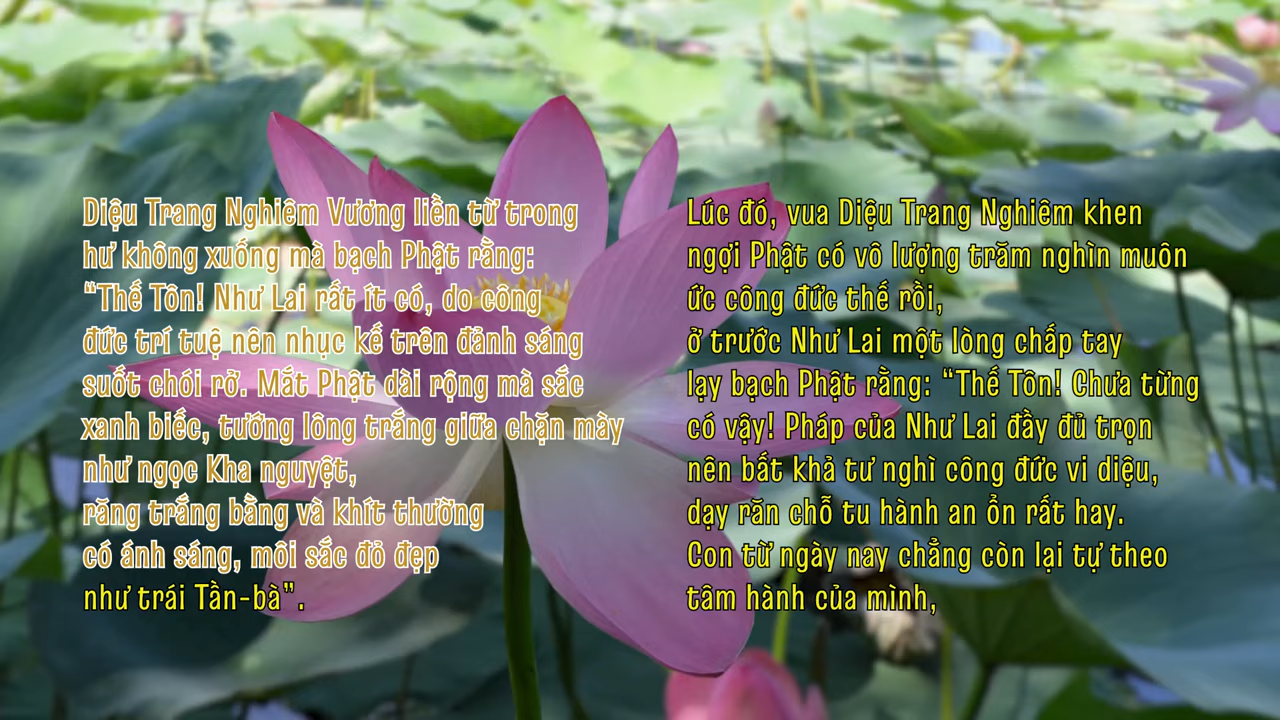 Diệu Trang Nghiêm Vương liền từ trong
hư không xuống mà bạch Phật rằng:
“Thế Tôn! Như Lai rất ít có, do công
đức trí tuệ nên nhục kế trên đảnh sáng
suốt chói rỡ. Mắt Phật dài rộng mà sắc
xanh biếc, tướng lông trắng giữa chặn mày
như ngọc Kha nguyệt,
răng trắng bằng và khít thường
có ánh sáng, môi sắc đỏ đẹp
như trái Tần-bà”.
Lúc đó, vua Diệu Trang Nghiêm khen
ngợi Phật có vô lượng trăm nghìn muôn
ức công đức thế rồi,
ở trước Như Lai một lòng chấp tay
lạy bạch Phật rằng: “Thế Tôn! Chưa từng
có vậy! Pháp của Như Lai đầy đủ trọn
nên bất khả tư nghì công đức vi diệu,
dạy răn chỗ tu hành an ổn rất hay.
Con từ ngày nay chẳng còn lại tự theo
tâm hành của mình,